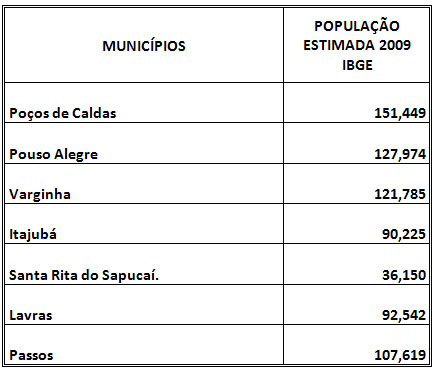 MUNICÍPIOS
POPULAÇÃO
ESTIMADA 2009
IBGE
Poços de Caldas 151,449
Pouso Alegre 127,974
Varginha 121,785
Itajubá 90,225
Santa Rita do Sapucaí. 36,150
Lavras 92,542
Passos 107,619